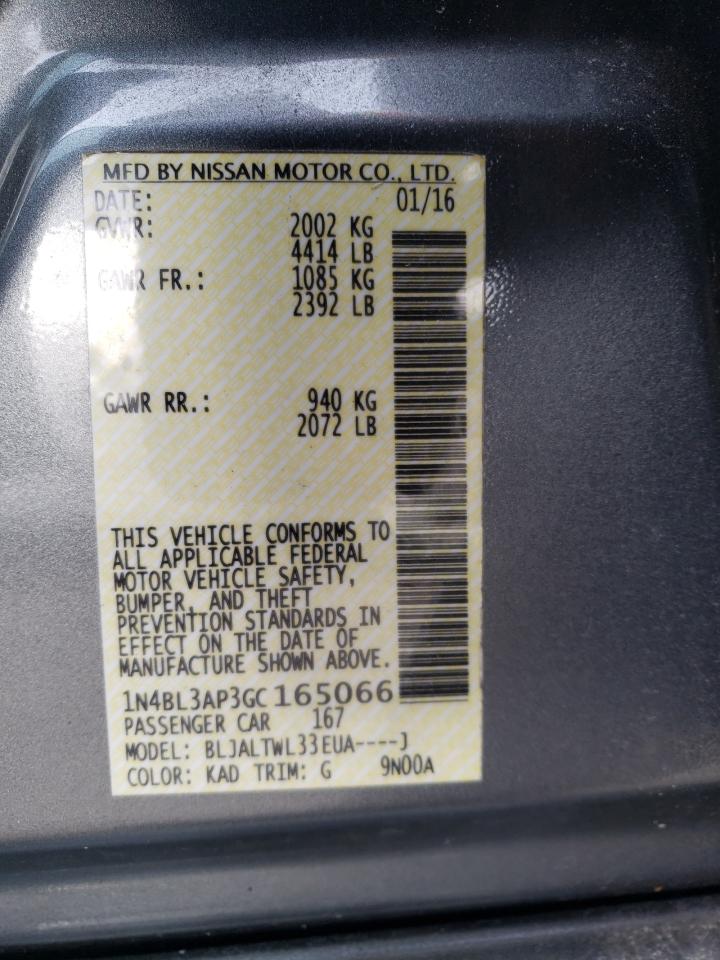 MFD BY NISSAN MOTOR CO., LTD.
DATE: 01/16
GVWR: 2002 KG
4414 LB
GAWR FR.: 1085 KG
2392 LB
GAWR RR.: 940 KG
2072 LB
THIS VEHICLE CONFORMS TO
ALL APPLICABLE FEDERAL
MOTOR VEHICLE SAFETY,
BUMPER, AND THEFT
PREVENTION STANDARDS IN
EFFECT ON THE DATE OF
MANUFACTURE SHOWN ABOVE.
1N4BL3AP3GC165066
PASSENGER CAR 167
MODEL: BLJALTWL33EUA----J
COLOR: KAD TRIM: G 9N00A